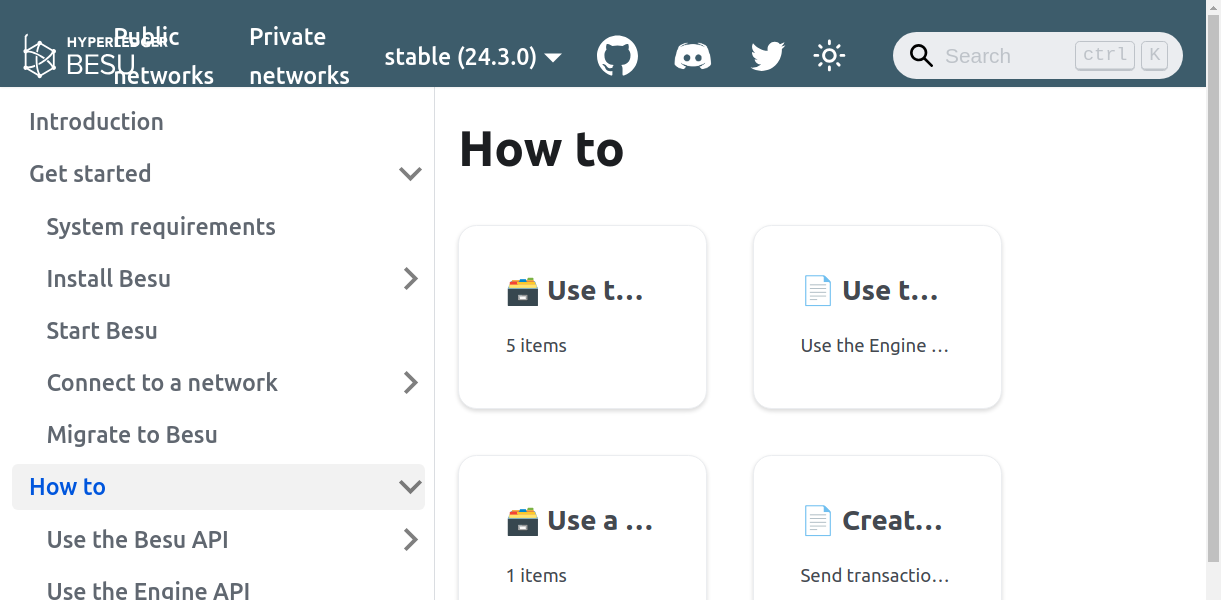 HYPERLEDGER
BESU
Public
networks
Private
networks
stable (24.3.0)
Search
ctrl K
Introduction
Get started
System requirements
Install Besu
Start Besu
Connect to a network
Migrate to Besu
How to
Use the Besu API
Use the Engine API
How to
Use t…
5 items
Use t…
Use the Engine …
Use a …
1 items
Creat…
Send transactio…